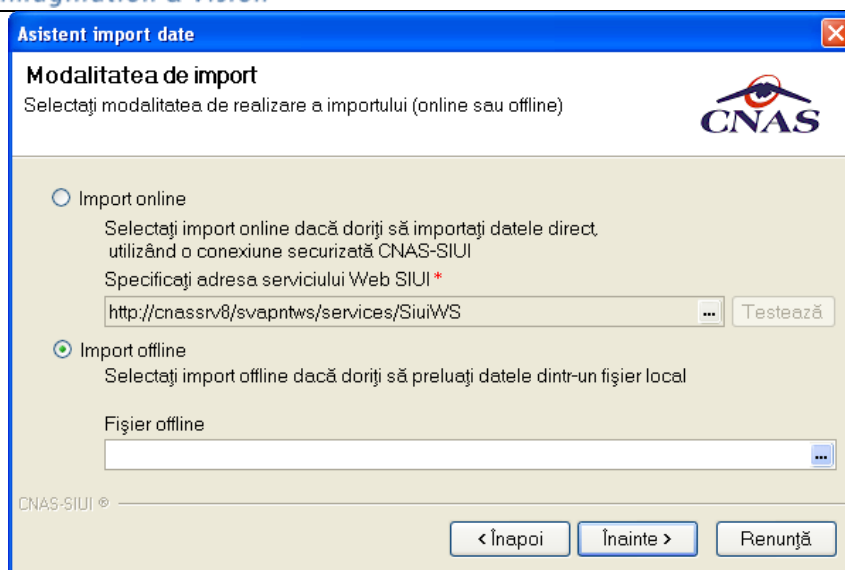 Asistent import date
Modalitatea de import
Selectaţi modalitatea de realizare a importului (online sau offline)
CNAS
Import online
Selectaţi import online dacă doriţi să importaţi datele direct,
utilizând o conexiune securizată CNAS-SIUI
Specificaţi adresa serviciului Web SIUI *
http://cnassrv8/svapntws/services/SiuiWS
... Testează
Import offline
Selectaţi import offline dacă doriţi să preluaţi datele dintr-un fişier local
Fişier offline
...
CNAS-SIUI ®
< Înapoi Înainte > Renunţă